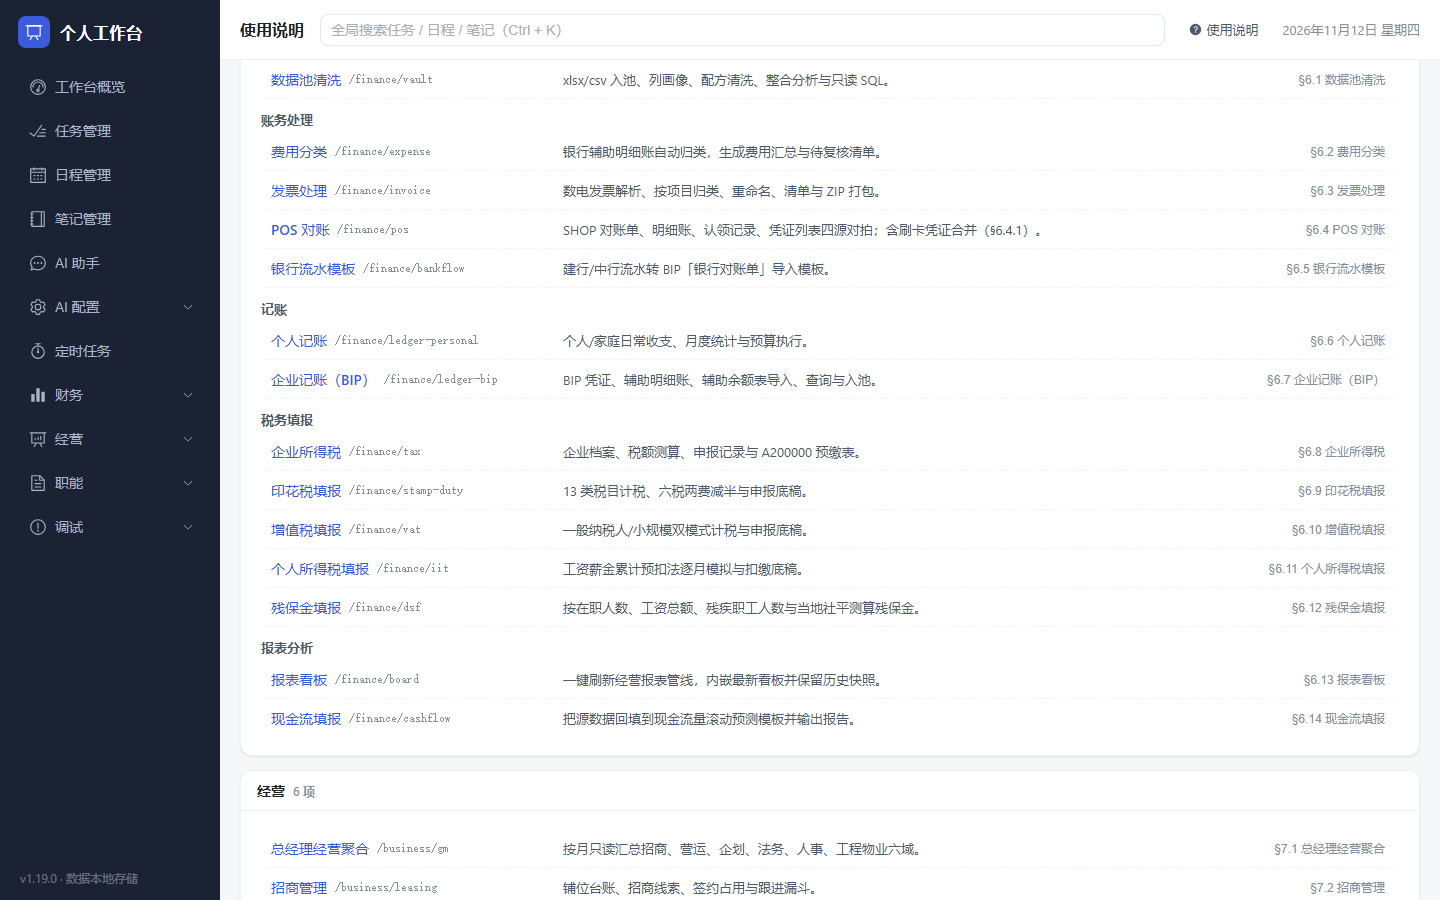 个人工作台
使用说明
全局搜索任务 / 日程 / 笔记（Ctrl + K）
使用说明
2026年11月12日 星期四
工作台概览
任务管理
日程管理
笔记管理
AI 助手
AI 配置
定时任务
财务
经营
职能
调试
v1.19.0 · 数据本地存储
数据池清洗 /finance/vault xlsx/csv 入池、列画像、配方清洗、整合分析与只读 SQL。 §6.1 数据池清洗
账务处理
费用分类 /finance/expense 银行辅助明细账自动归类，生成费用汇总与待复核清单。 §6.2 费用分类
发票处理 /finance/invoice 数电发票解析、按项目归类、重命名、清单与 ZIP 打包。 §6.3 发票处理
POS 对账 /finance/pos SHOP 对账单、明细账、认领记录、凭证列表四源对拍；含刷卡凭证合并（§6.4.1）。 §6.4 POS 对账
银行流水模板 /finance/bankflow 建行/中行流水转 BIP「银行对账单」导入模板。 §6.5 银行流水模板
记账
个人记账 /finance/ledger-personal 个人/家庭日常收支、月度统计与预算执行。 §6.6 个人记账
企业记账（BIP） /finance/ledger-bip BIP 凭证、辅助明细账、辅助余额表导入、查询与入池。 §6.7 企业记账（BIP）
税务填报
企业所得税 /finance/tax 企业档案、税额测算、申报记录与 A200000 预缴表。 §6.8 企业所得税
印花税填报 /finance/stamp-duty 13 类税目计税、六税两费减半与申报底稿。 §6.9 印花税填报
增值税填报 /finance/vat 一般纳税人/小规模双模式计税与申报底稿。 §6.10 增值税填报
个人所得税填报 /finance/iit 工资薪金累计预扣法逐月模拟与扣缴底稿。 §6.11 个人所得税填报
残保金填报 /finance/dsf 按在职人数、工资总额、残疾职工人数与当地社平测算残保金。 §6.12 残保金填报
报表分析
报表看板 /finance/board 一键刷新经营报表管线，内嵌最新看板并保留历史快照。 §6.13 报表看板
现金流填报 /finance/cashflow 把源数据回填到现金流量滚动预测模板并输出报告。 §6.14 现金流填报
经营 6 项
总经理经营聚合 /business/gm 按月只读汇总招商、营运、企划、法务、人事、工程物业六域。 §7.1 总经理经营聚合
招商管理 /business/leasing 铺位台账、招商线索、签约占用与跟进漏斗。 §7.2 招商管理